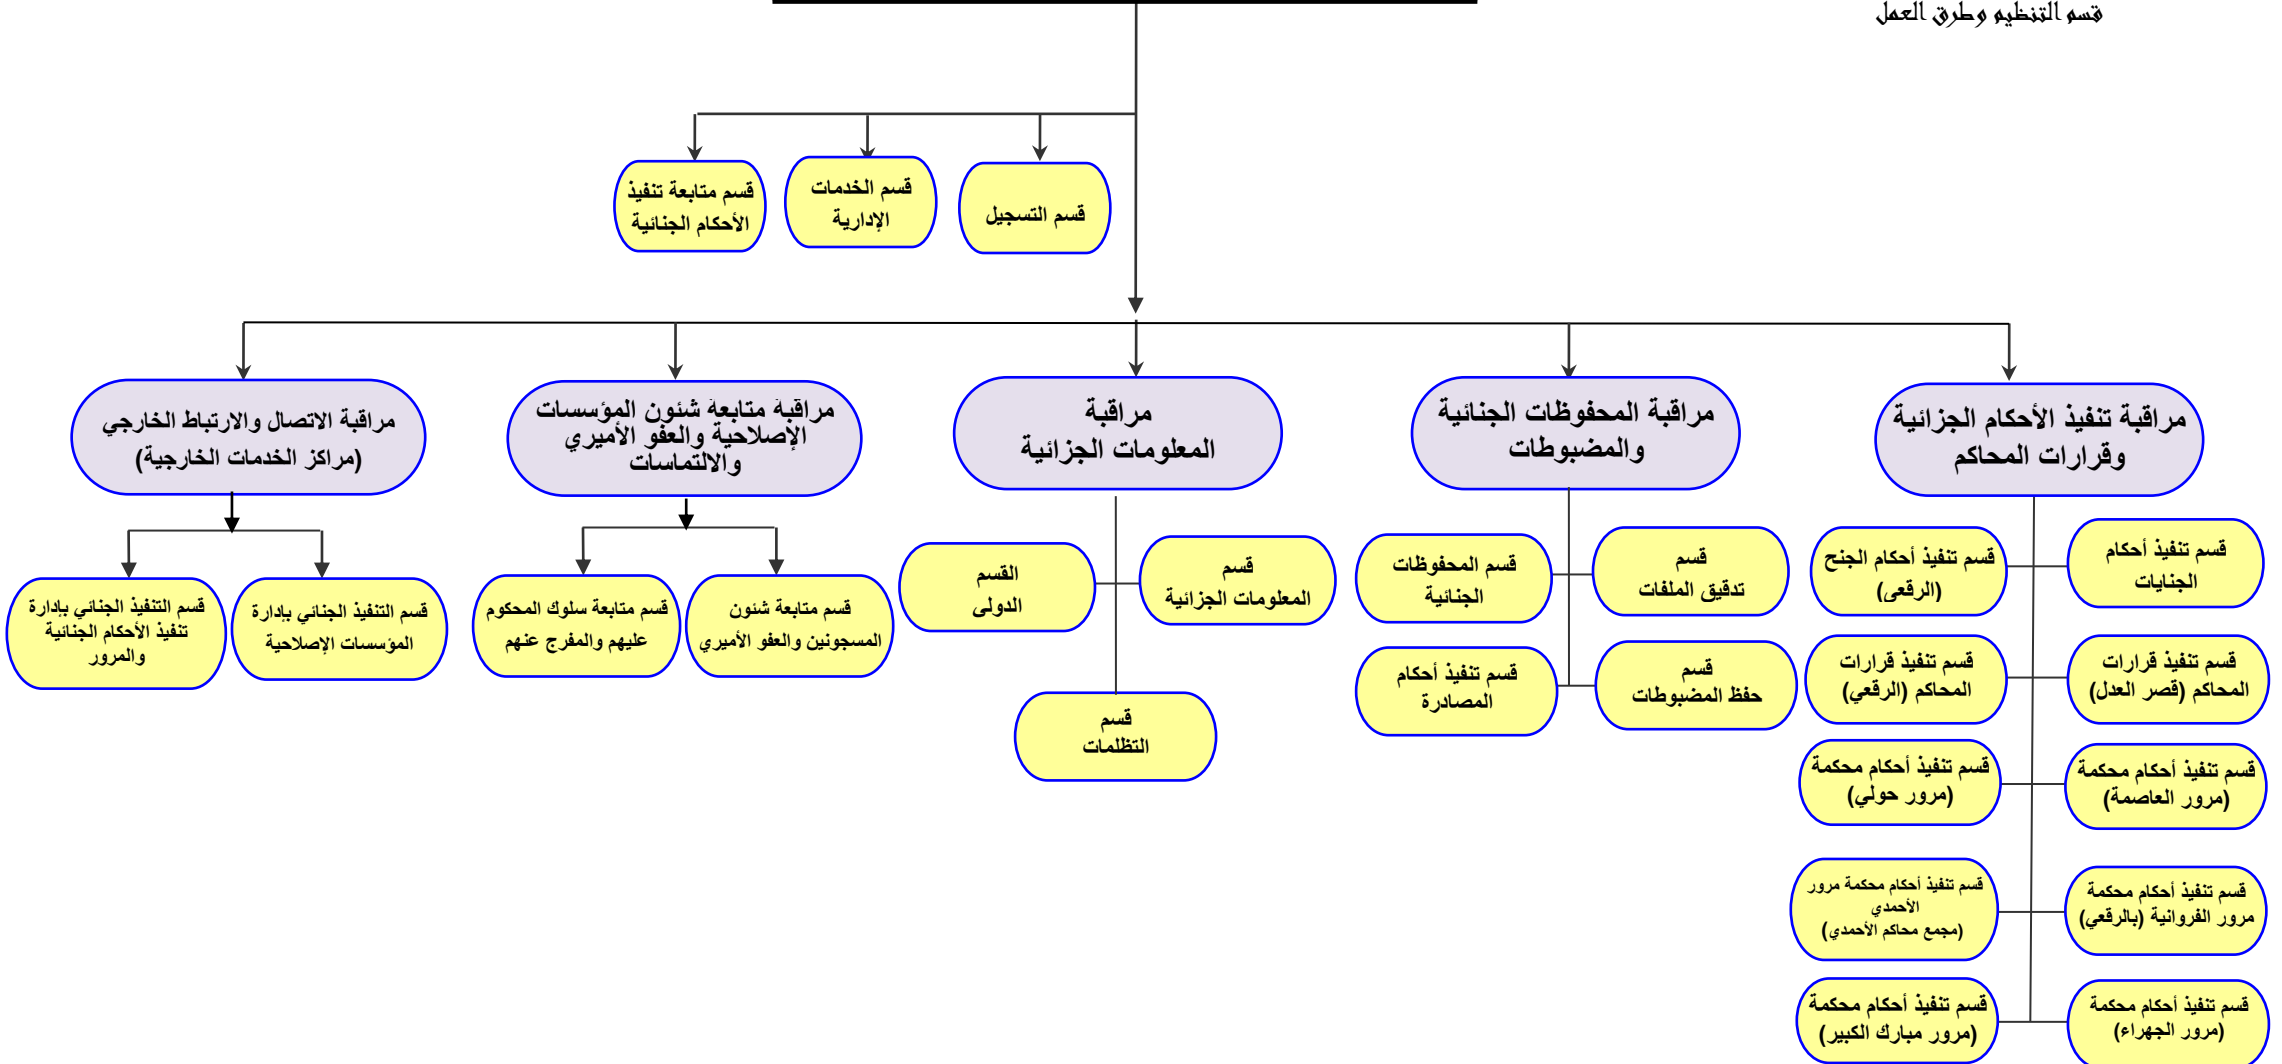 قسم التنظيم وطرق العمل
قسم التسجيل
قسم الخدمات
الإدارية
قسم متابعة تنفيذ
الأحكام الجنائية
مراقبة تنفيذ الأحكام الجزائية
وقرارات المحاكم
مراقبة المحفوظات الجنائية
والمضبوطات
مراقبة
المعلومات الجزائية
مراقبة متابعة شئون المؤسسات
الإصلاحية والعفو الأميري
والالتماسات
مراقبة الاتصال والارتباط الخارجي
(مراكز الخدمات الخارجية)
قسم تنفيذ أحكام
الجنايات
قسم تنفيذ أحكام الجنح
(الرقعى)
قسم تنفيذ قرارات
المحاكم (قصر العدل)
قسم تنفيذ قرارات
المحاكم (الرقعي)
قسم تنفيذ أحكام محكمة
(مرور العاصمة)
قسم تنفيذ أحكام محكمة
(مرور حولي)
قسم تنفيذ أحكام محكمة
مرور الفروانية (بالرقعي)
قسم تنفيذ أحكام محكمة مرور
الأحمدي
(مجمع محاكم الأحمدي)
قسم تنفيذ أحكام محكمة
(مرور الجهراء)
قسم تنفيذ أحكام محكمة
(مرور مبارك الكبير)
قسم
تدقيق الملفات
قسم المحفوظات
الجنائية
قسم
حفظ المضبوطات
قسم تنفيذ أحكام
المصادرة
قسم
المعلومات الجزائية
القسم
الدولى
قسم
التظلمات
قسم متابعة شئون
المسجونين والعفو الأميري
قسم متابعة سلوك المحكوم
عليهم والمفرج عنهم
قسم التنفيذ الجنائي بإدارة
المؤسسات الإصلاحية
قسم التنفيذ الجنائي بإدارة
تنفيذ الأحكام الجنائية
والمرور